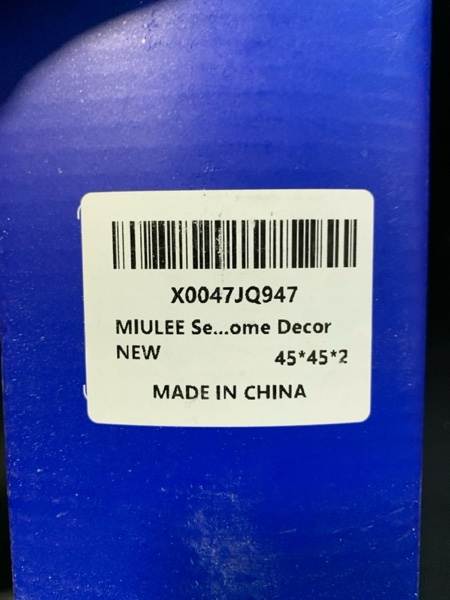 X0047JQ947
MIULEE Se...ome Decor
NEW
45*45*2
MADE IN CHINA